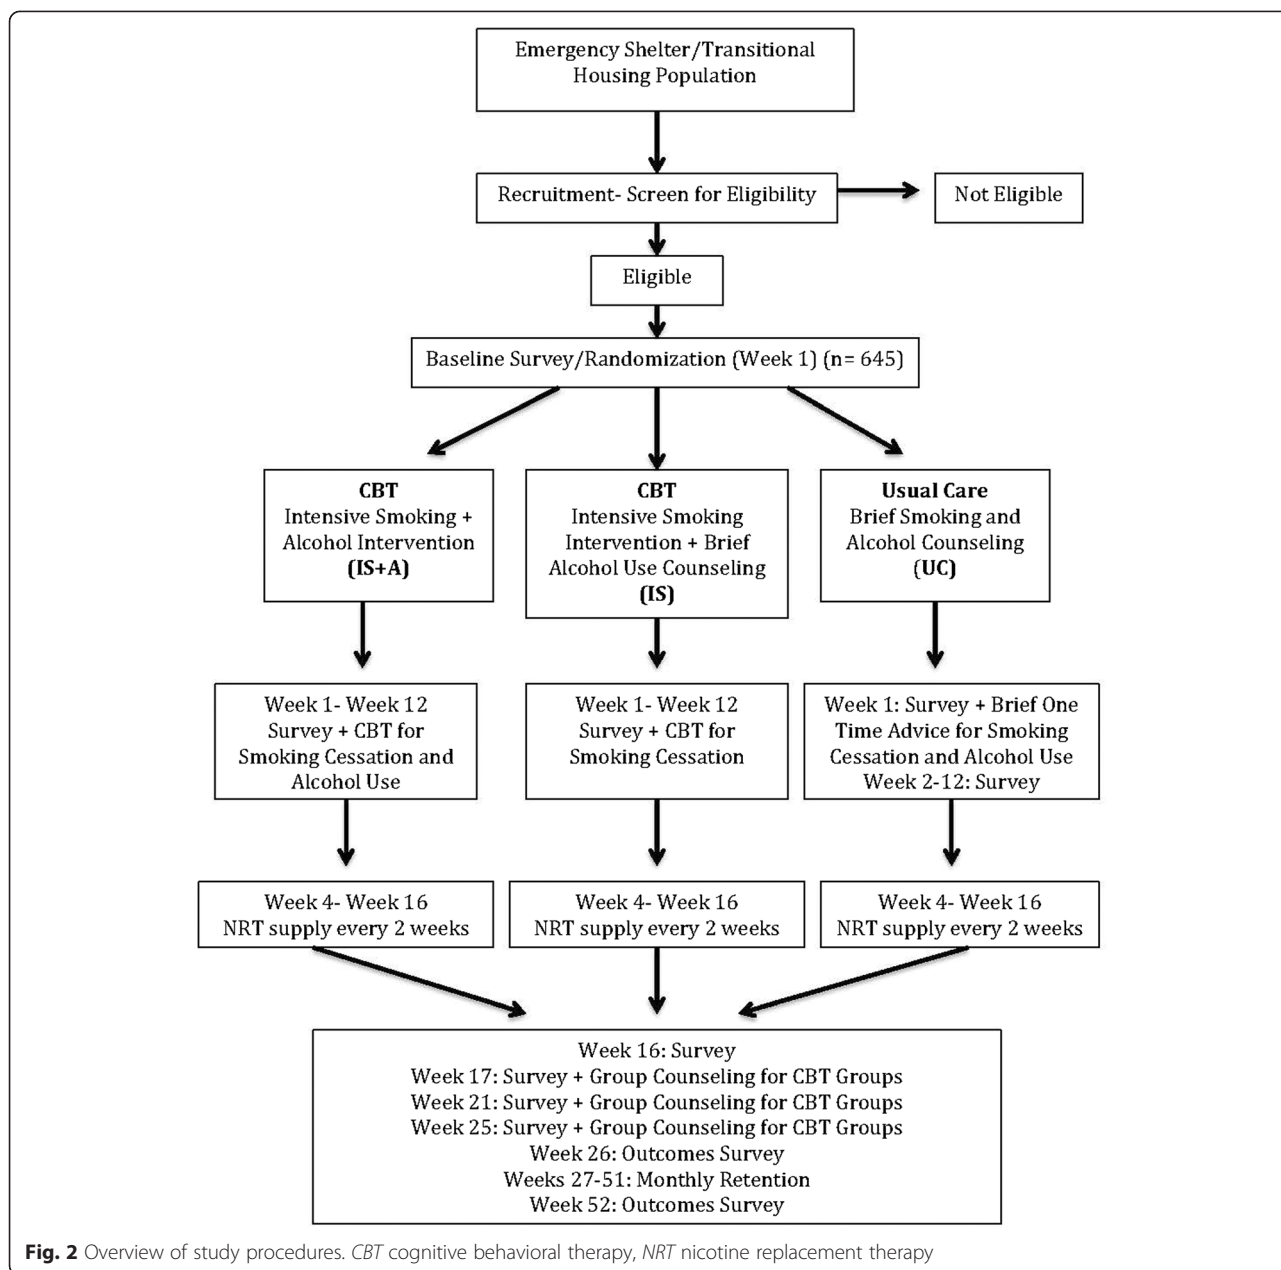 Emergency Shelter/Transitional
Housing Population
Recruitment- Screen for Eligibility
Not Eligible
Eligible
Baseline Survey/Randomization (Week 1) (n= 645)
CBT
Intensive Smoking +
Alcohol Intervention
(IS+A)
CBT
Intensive Smoking
Intervention + Brief
Alcohol Use Counseling
(IS)
Usual Care
Brief Smoking and
Alcohol Counseling
(UC)
Week 1- Week 12
Survey + CBT for
Smoking Cessation and
Alcohol Use
Week 1- Week 12
Survey + CBT for
Smoking Cessation
Week 1: Survey + Brief One
Time Advice for Smoking
Cessation and Alcohol Use
Week 2-12: Survey
Week 4- Week 16
NRT supply every 2 weeks
Week 4- Week 16
NRT supply every 2 weeks
Week 4- Week 16
NRT supply every 2 weeks
Week 16: Survey
Week 17: Survey + Group Counseling for CBT Groups
Week 21: Survey + Group Counseling for CBT Groups
Week 25: Survey + Group Counseling for CBT Groups
Week 26: Outcomes Survey
Weeks 27-51: Monthly Retention
Week 52: Outcomes Survey
Fig. 2 Overview of study procedures. CBT cognitive behavioral therapy, NRT nicotine replacement therapy